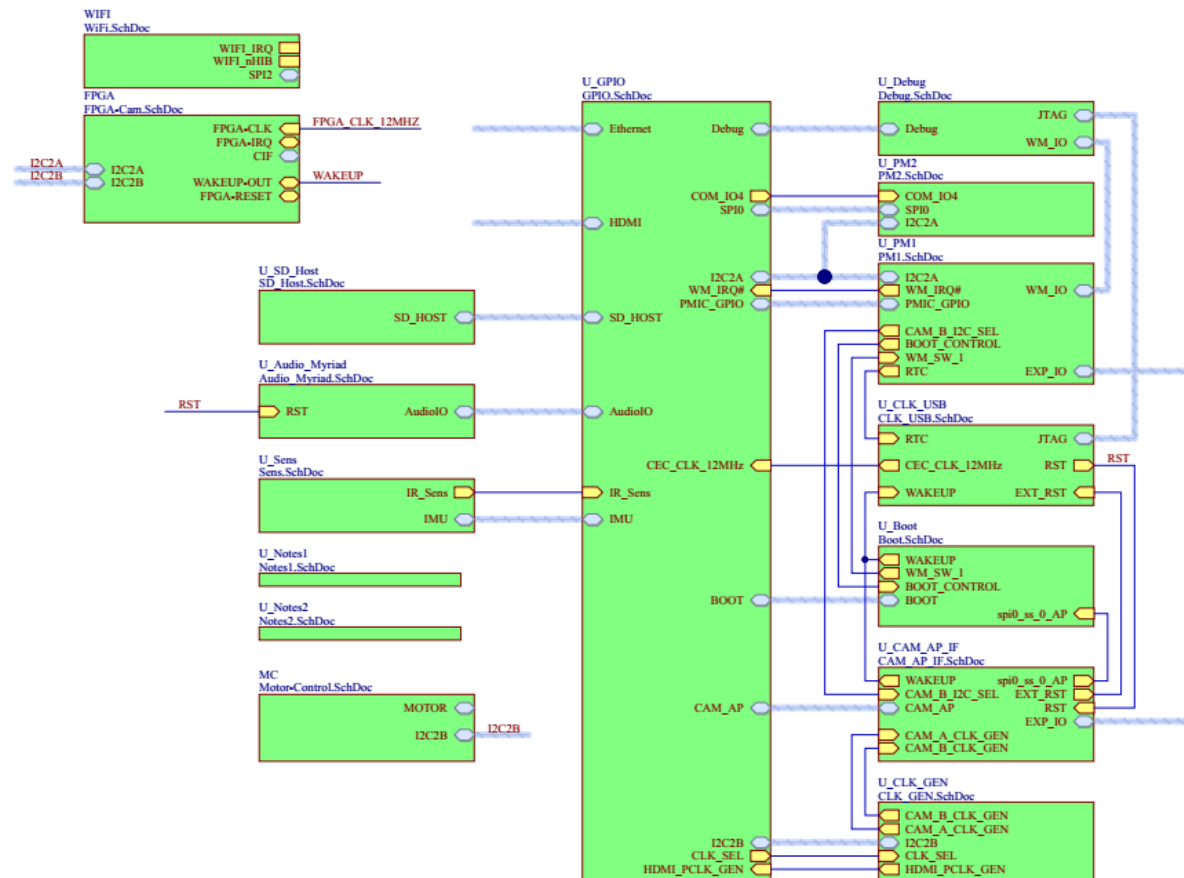 WIFI
WiFi.SchDoc
WIFI_IRQ
WIFI_nHIB
SPI2
FPGA
FPGA-Cam.SchDoc
FPGA-CLK
FPGA_CLK_12MHZ
FPGA-IRQ
CIF
I2C2A
I2C2A
I2C2B
I2C2B
WAKEUP-OUT
WAKEUP
FPGA-RESET
U_SD_Host
SD_Host.SchDoc
SD_HOST
U_Audio_Myriad
Audio_Myriad.SchDoc
RST
RST
AudioIO
U_Sens
Sens.SchDoc
IR_Sens
IMU
U_Notes1
Notes1.SchDoc
U_Notes2
Notes2.SchDoc
MC
Motor-Control.SchDoc
MOTOR
I2C2B
I2C2B
U_GPIO
GPIO.SchDoc
Ethernet
Debug
COM_IO4
SPI0
HDMI
I2C2A
WM_IRQ#
PMIC_GPIO
SD_HOST
AudioIO
CEC_CLK_12MHz
IR_Sens
IMU
BOOT
CAM_AP
I2C2B
CLK_SEL
HDMI_PCLK_GEN
U_Debug
Debug.SchDoc
JTAG
Debug
WM_IO
U_PM2
PM2.SchDoc
COM_IO4
SPI0
I2C2A
U_PM1
PM1.SchDoc
I2C2A
WM_IRQ#
WM_IO
PMIC_GPIO
CAM_B_I2C_SEL
BOOT_CONTROL
WM_SW_1
RTC
EXP_IO
U_CLK_USB
CLK_USB.SchDoc
RTC
JTAG
CEC_CLK_12MHz
RST
RST
WAKEUP
EXT_RST
U_Boot
Boot.SchDoc
WAKEUP
WM_SW_1
BOOT_CONTROL
BOOT
spi0_ss_0_AP
U_CAM_AP_IF
CAM_AP_IF.SchDoc
WAKEUP
spi0_ss_0_AP
CAM_B_I2C_SEL
EXT_RST
CAM_AP
RST
EXP_IO
CAM_A_CLK_GEN
CAM_B_CLK_GEN
U_CLK_GEN
CLK_GEN.SchDoc
CAM_B_CLK_GEN
CAM_A_CLK_GEN
I2C2B
CLK_SEL
HDMI_PCLK_GEN